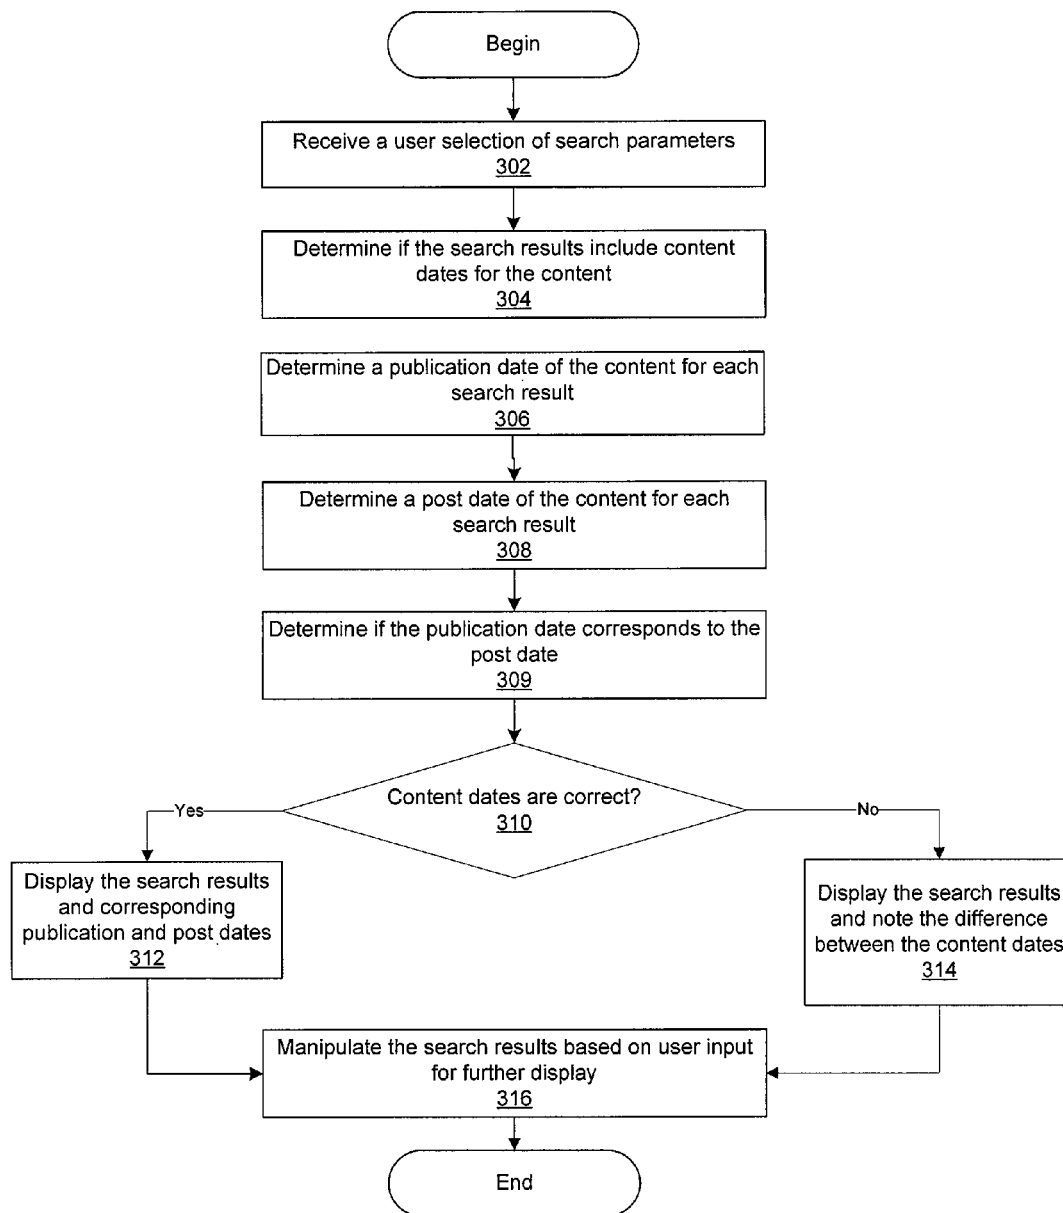 Begin
Receive a user selection of search parameters
302
Determine if the search results include content
dates for the content
304
Determine a publication date of the content for each
search result
306
Determine a post date of the content for each
search result
308
Determine if the publication date corresponds to the
post date
309
Content dates are correct?
310
Yes
No
Display the search results
and corresponding
publication and post dates
312
Display the search results
and note the difference
between the content dates
314
Manipulate the search results based on user input
for further display
316
End